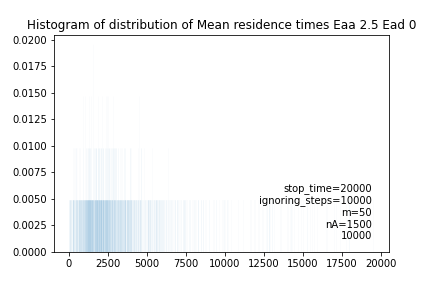 Histogram of distribution of Mean residence times Eaa 2.5 Ead 0
0.0200
0.0175
0.0150
0.0125
0.0100
0.0075
0.0050
0.0025
0.0000
stop_time=20000
ignoring_steps=10000
m=50
nA=1500
10000
0 2500 5000 7500 10000 12500 15000 17500 20000